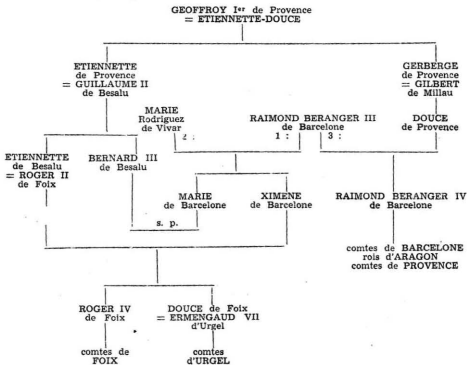 GEOFFROY Ier de Provence
= ETIENNETTE-DOUCE
ETIENNETTE
de Provence
= GUILLAUME II
de Besalu
GERBERGE
de Provence
= GILBERT
de Millau
MARIE
Rodriguez
de Vivar
2 :
RAIMOND BERANGER III
de Barcelone
1 : 3 :
DOUCE
de Provence
ETIENNETTE
de Besalu
= ROGER II
de Foix
BERNARD III
de Besalu
MARIE
de Barcelone
XIMENE
de Barcelone
RAIMOND BERANGER IV
de Barcelone
s. p.
comtes de BARCELONE
rois d'ARAGON
comtes de PROVENCE
ROGER IV
de Foix
DOUCE de Foix
= ERMENGAUD VII
d'Urgel
comtes de
FOIX
comtes
d'URGEL